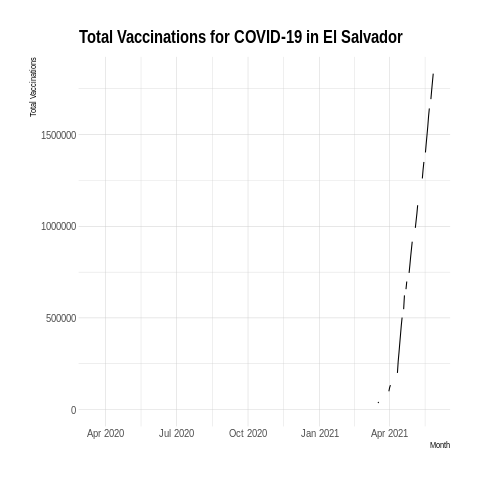 Total Vaccinations for COVID-19 in El Salvador
Total Vaccinations
1500000
1000000
500000
0
Apr 2020 Jul 2020 Oct 2020 Jan 2021 Apr 2021
Month